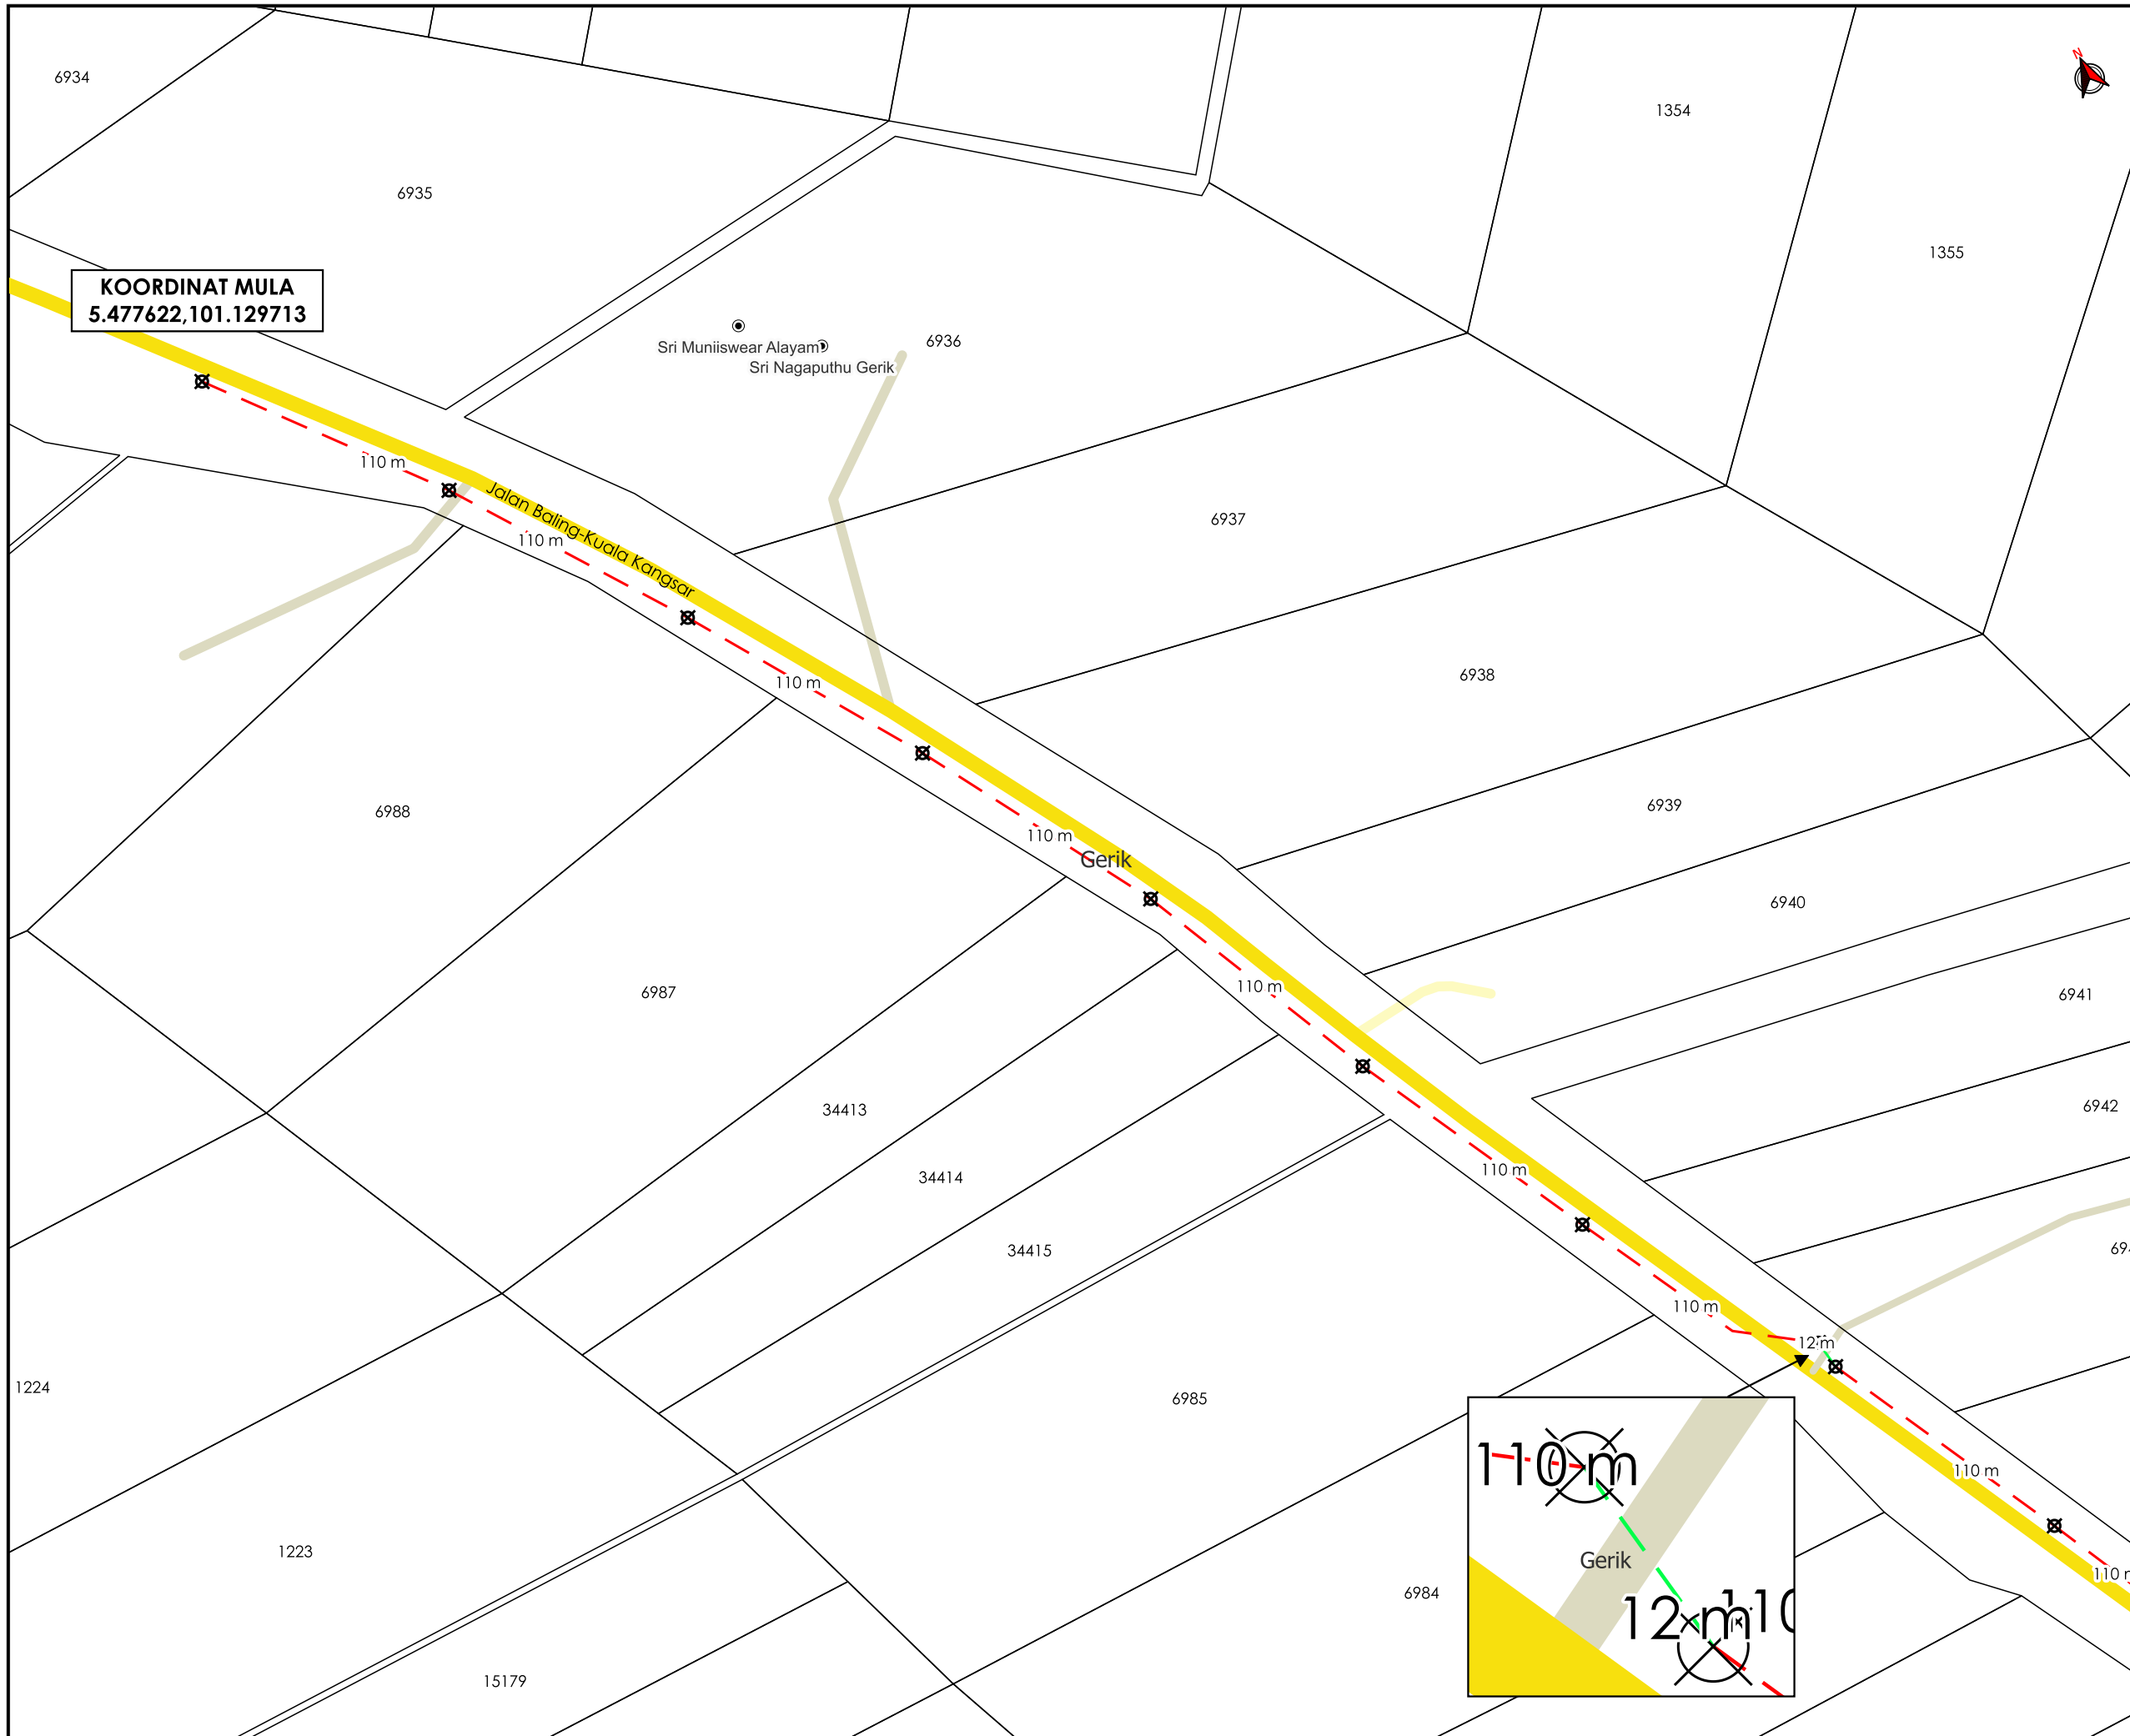 N
6934
1354
6935
1355
KOORDINAT MULA
5.477622,101.129713
Sri Muniiswear Alayam
6936
Sri Nagaputhu Gerik
110 m
Jalan Baling-Kuala Kangsar
110 m
6937
110 m
6938
6988
6939
110 m
Gerik
6940
110 m
6987
6941
34413
6942
110 m
34414
34415
110 m
12 m
1224
6985
110 m
110 m
Gerik
12 m
110
110 m
1223
6984
15179